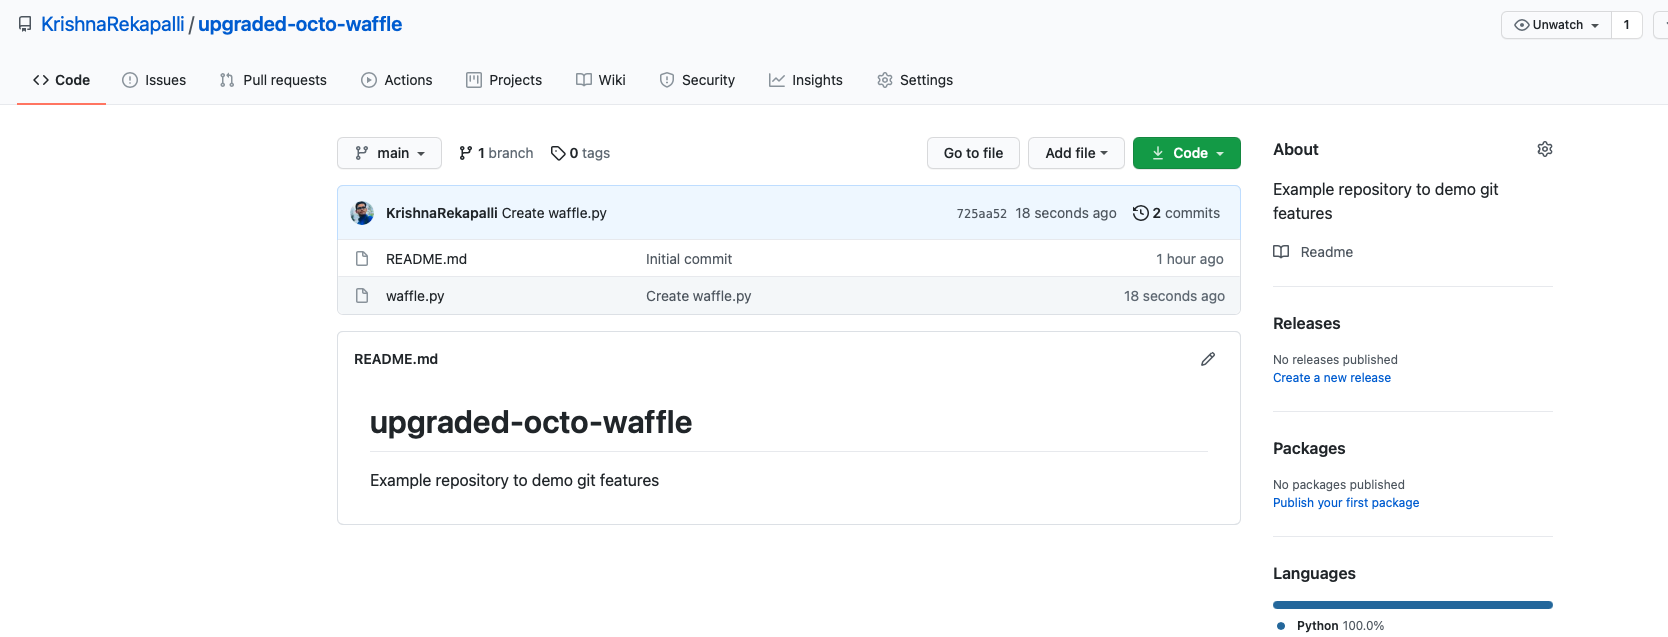 KrishnaRekapalli / upgraded-octo-waffle
Unwatch 1
Code Issues Pull requests Actions Projects Wiki Security Insights Settings
main 1 branch 0 tags Go to file Add file Code
KrishnaRekapalli Create waffle.py 725aa52 18 seconds ago 2 commits
README.md Initial commit 1 hour ago
waffle.py Create waffle.py 18 seconds ago
README.md
upgraded-octo-waffle
Example repository to demo git features
About
Example repository to demo git
features
Readme
Releases
No releases published
Create a new release
Packages
No packages published
Publish your first package
Languages
Python 100.0%